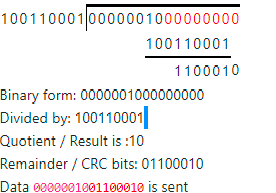 100110001 0000001000000000
100110001
1100010
Binary form: 0000001000000000
Divided by: 100110001
Quotient / Result is :10
Remainder / CRC bits: 01100010
Data 0000001001100010 is sent